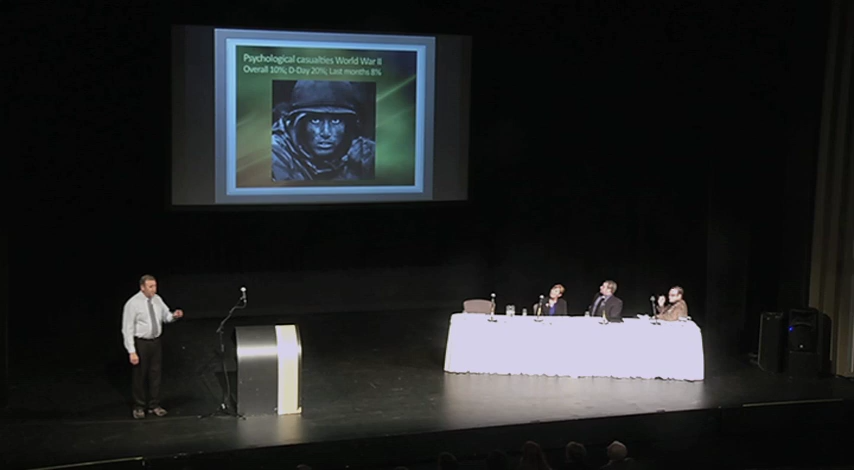 Psychological casualties World War II
Overall 10%; D-Day 20%; Last months 8%